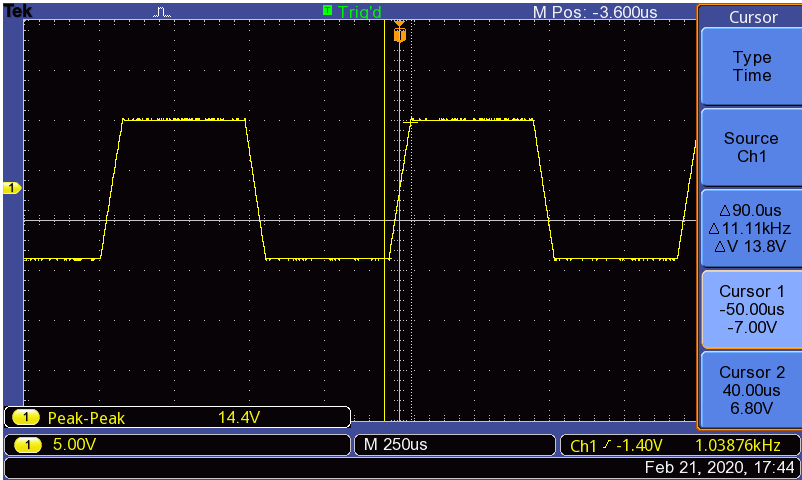 Tek T Trig'd M Pos: -3.600us Cursor
T
Type
Time
Source
Ch1
1
△90.0us
△11.11kHz
△V 13.8V
Cursor 1
-50.00us
-7.00V
Cursor 2
40.00us
6.80V
1 Peak-Peak 14.4V
1 5.00V M 250us Ch1 -1.40V 1.03876kHz
Feb 21, 2020, 17:44